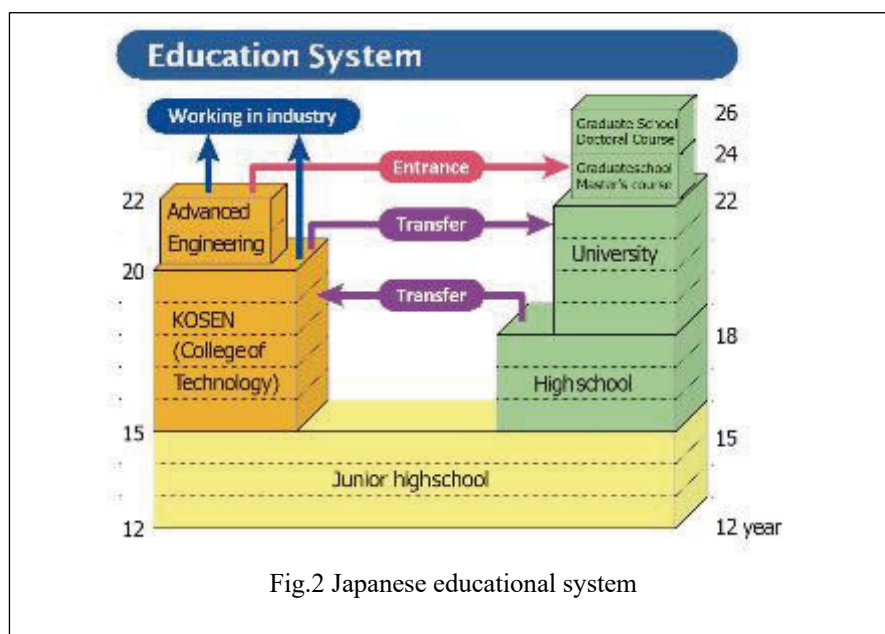 Education System
Working in industry
Entrance
Transfer
Transfer
Graduate School
Doctoral Course
Graduateschool
Master's course
26
24
22
22
Advanced
Engineering
University
20
KOSEN
(College of
Technology)
18
High school
15
15
Junior highschool
12
12 year
Fig.2 Japanese educational system